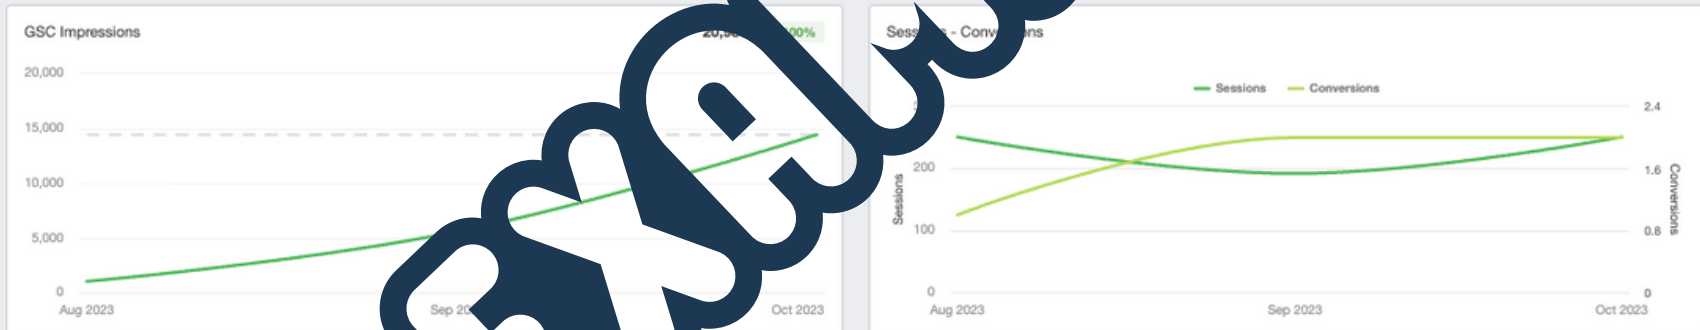 GSC Impressions
20,000
15,000
10,000
5,000
0
Aug 2023
Oct 2023
Sessions
Conversions
200
100
0
2.4
1.6
0.8
0
Sessions
Conversions
Aug 2023
Sep 2023
Oct 2023